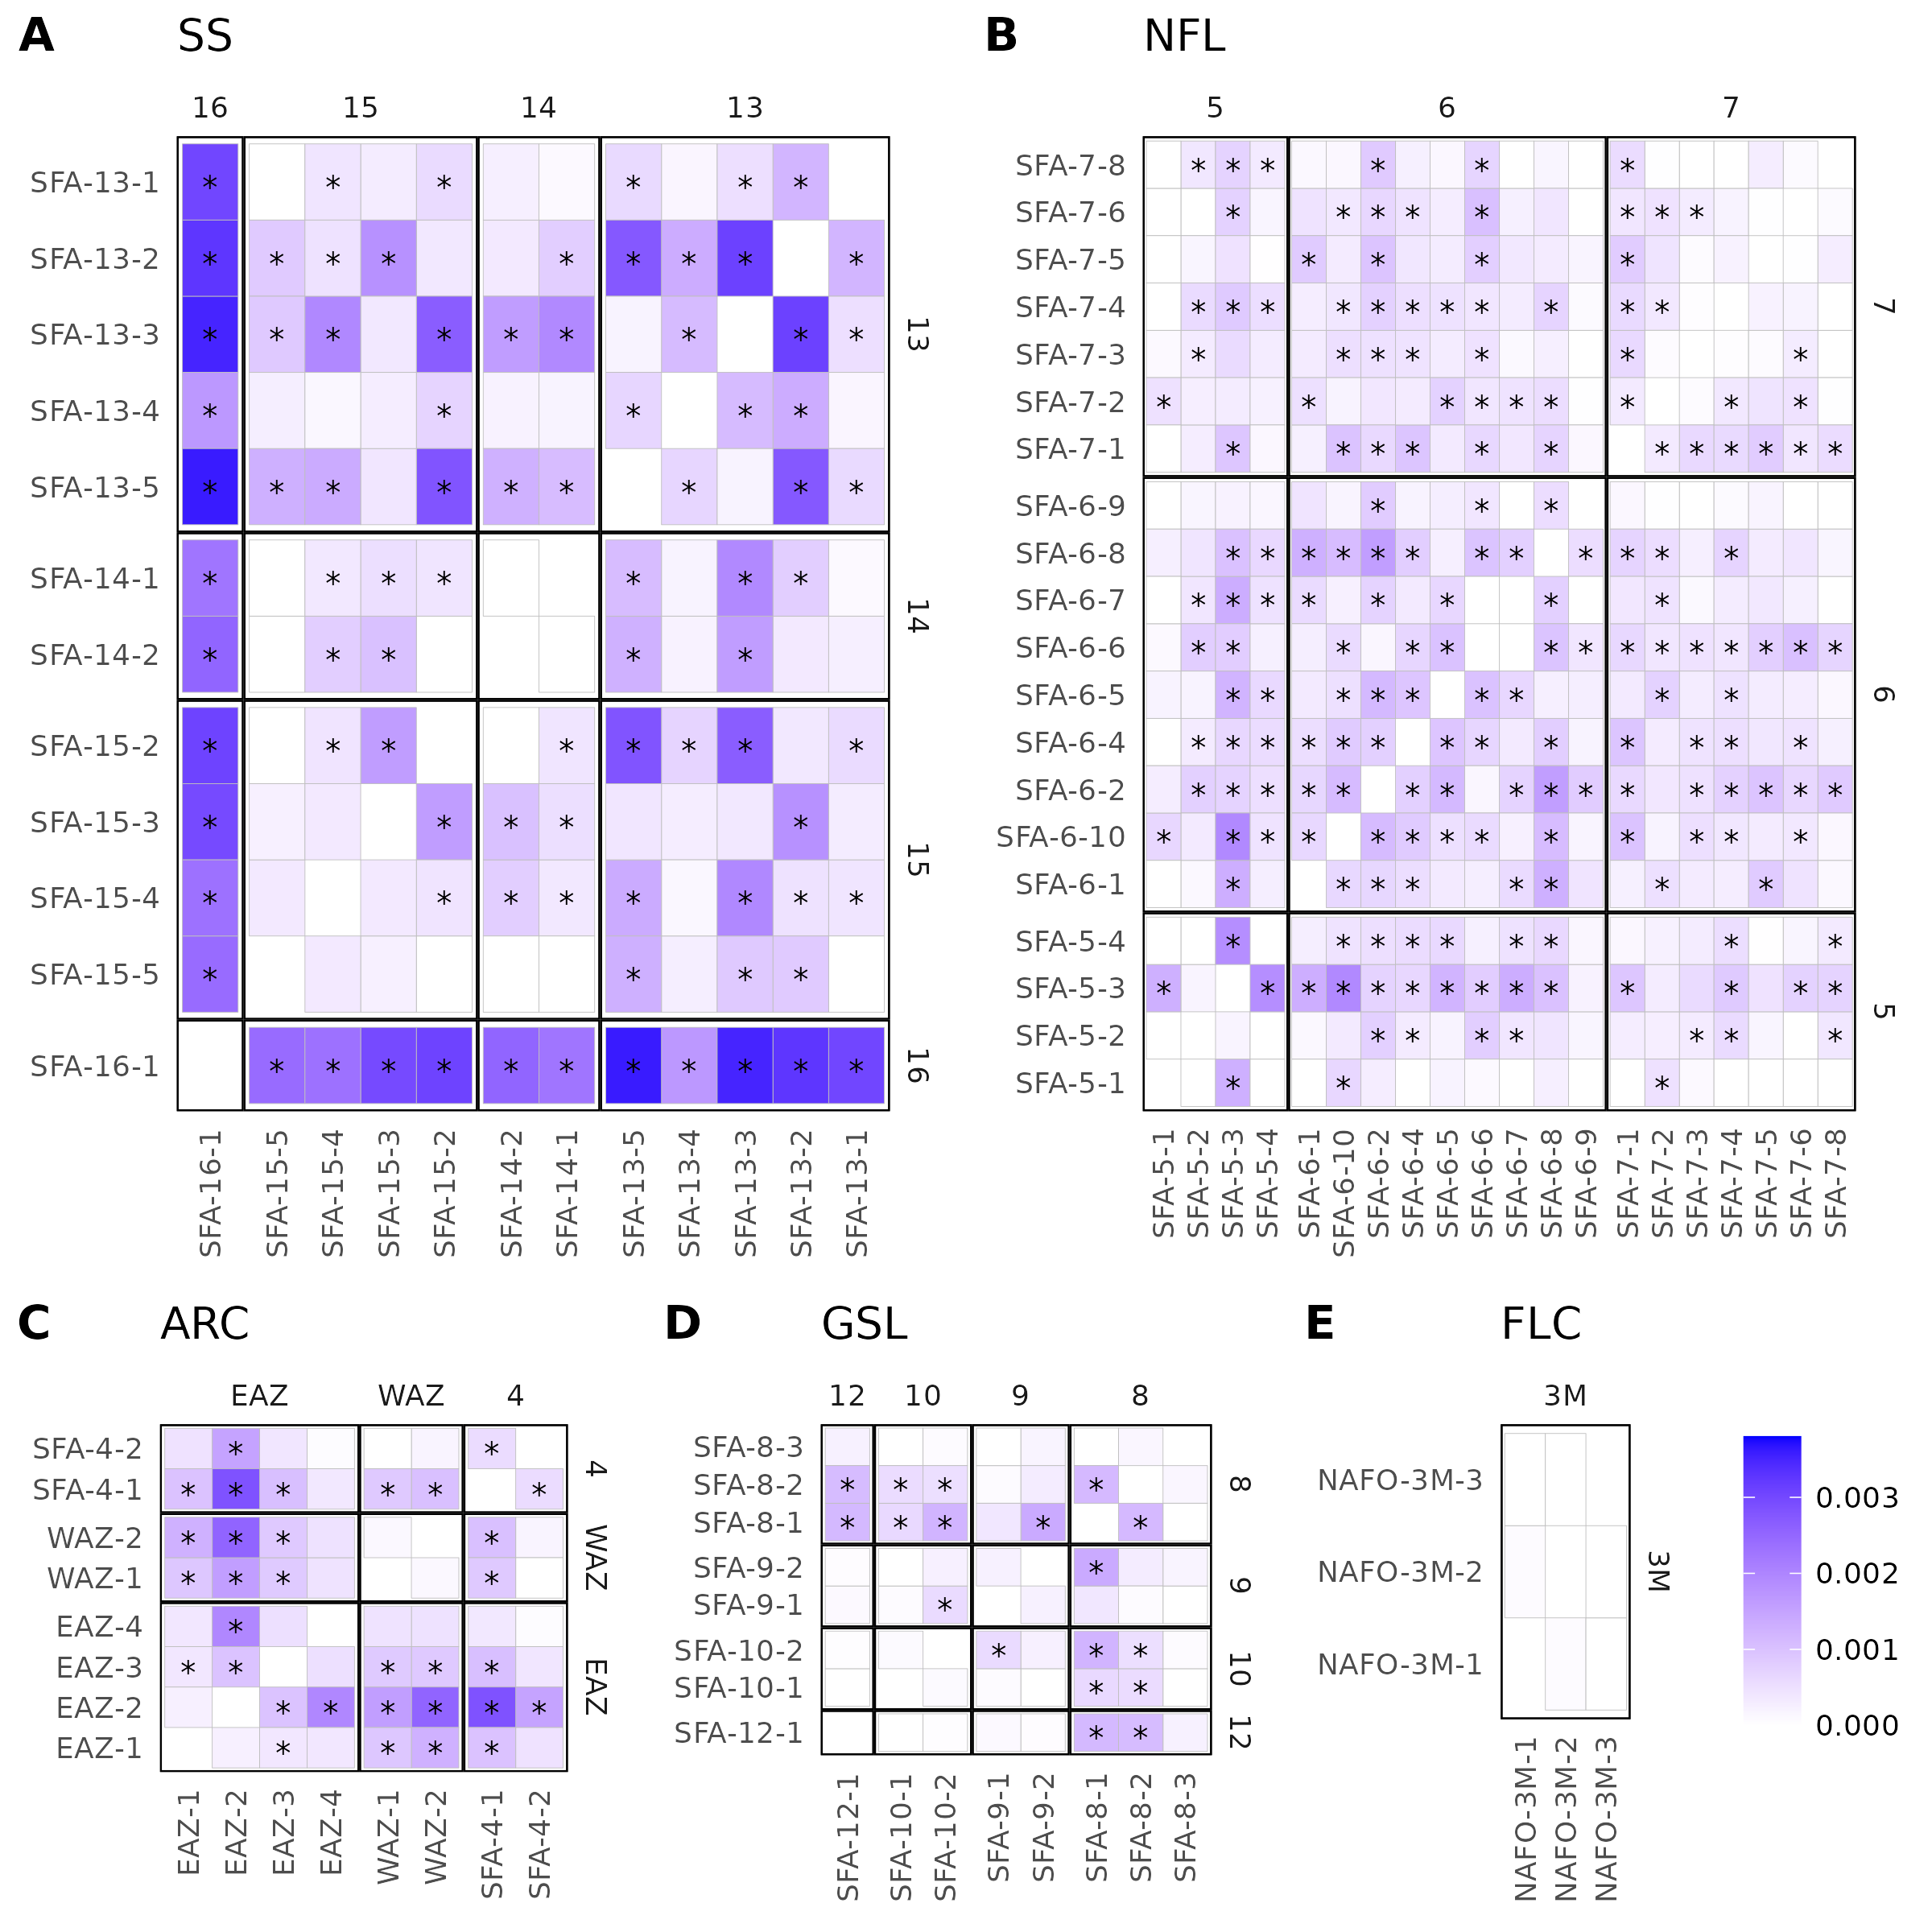 A SS
16 15 14 13
SFA-13-1 * * * * * *
SFA-13-2 * * * * * * * * *
SFA-13-3 * * * * * * * * *
SFA-13-4 * * * * *
SFA-13-5 * * * * * * * * *
13
SFA-14-1 * * * * * * *
SFA-14-2 * * * * *
14
SFA-15-2 * * * * * * * *
SFA-15-3 * * * * *
SFA-15-4 * * * * * * * *
SFA-15-5 * * * *
15
SFA-16-1 * * * * * * * * * * *
16
SFA-16-1 SFA-15-5 SFA-15-4 SFA-15-3 SFA-15-2 SFA-14-2 SFA-14-1 SFA-13-5 SFA-13-4 SFA-13-3 SFA-13-2 SFA-13-1
B NFL
5 6 7
SFA-7-8 * * * * * *
SFA-7-6 * * * * * * * *
SFA-7-5 * * * *
SFA-7-4 * * * * * * * * * * *
SFA-7-3 * * * * * * *
SFA-7-2 * * * * * * * * *
SFA-7-1 * * * * * * * * * * * *
7
SFA-6-9 * * *
SFA-6-8 * * * * * * * * * * * *
SFA-6-7 * * * * * * * *
SFA-6-6 * * * * * * * * * * * * * *
SFA-6-5 * * * * * * * * *
SFA-6-4 * * * * * * * * * * * * *
SFA-6-2 * * * * * * * * * * * * * * *
SFA-6-10 * * * * * * * * * * * * *
SFA-6-1 * * * * * * * *
6
SFA-5-4 * * * * * * * * *
SFA-5-3 * * * * * * * * * * * * * *
SFA-5-2 * * * * * * *
SFA-5-1 * * *
5
SFA-5-1 SFA-5-2 SFA-5-3 SFA-5-4 SFA-6-1 SFA-6-10 SFA-6-2 SFA-6-4 SFA-6-5 SFA-6-6 SFA-6-7 SFA-6-8 SFA-6-9 SFA-7-1 SFA-7-2 SFA-7-3 SFA-7-4 SFA-7-5 SFA-7-6 SFA-7-8
C ARC
EAZ WAZ 4
SFA-4-2 * *
SFA-4-1 * * * * * *
4
WAZ-2 * * * *
WAZ-1 * * * *
WAZ
EAZ-4 *
EAZ-3 * * * * *
EAZ-2 * * * * * *
EAZ-1 * * * *
EAZ
EAZ-1 EAZ-2 EAZ-3 EAZ-4 WAZ-1 WAZ-2 SFA-4-1 SFA-4-2
D GSL
12 10 9 8
SFA-8-3
SFA-8-2 * * * *
SFA-8-1 * * * * *
8
SFA-9-2 *
SFA-9-1 *
9
SFA-10-2 * * *
SFA-10-1 * *
10
SFA-12-1 * *
12
SFA-12-1 SFA-10-1 SFA-10-2 SFA-9-1 SFA-9-2 SFA-8-1 SFA-8-2 SFA-8-3
E FLC
3M
NAFO-3M-3
NAFO-3M-2
NAFO-3M-1
3M
NAFO-3M-1 NAFO-3M-2 NAFO-3M-3
0.003
0.002
0.001
0.000